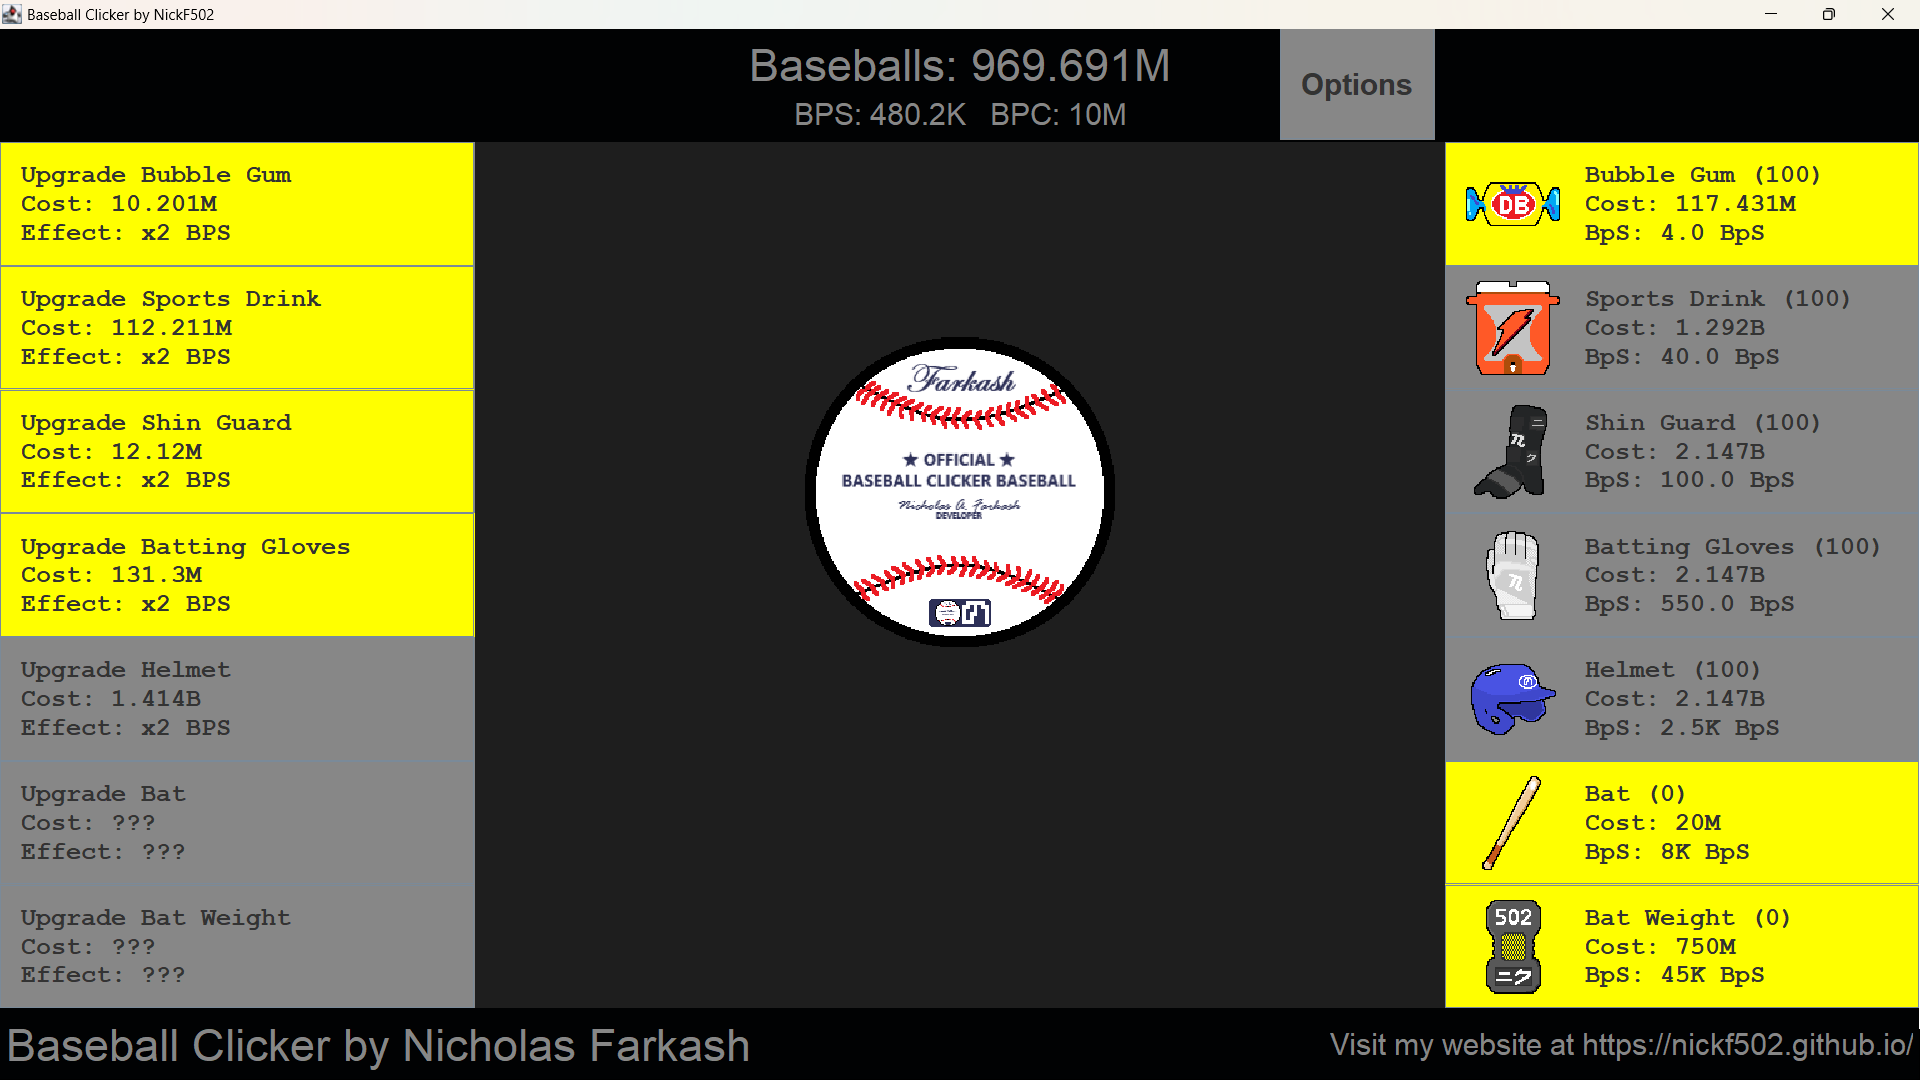 Baseball Clicker by NickF502
Baseballs: 969.691M
BPS: 480.2K BPC: 10M
Options
Upgrade Bubble Gum
Cost: 10.201M
Effect: x2 BPS
Upgrade Sports Drink
Cost: 112.211M
Effect: x2 BPS
Upgrade Shin Guard
Cost: 12.12M
Effect: x2 BPS
Upgrade Batting Gloves
Cost: 131.3M
Effect: x2 BPS
Upgrade Helmet
Cost: 1.414B
Effect: x2 BPS
Upgrade Bat
Cost: ???
Effect: ???
Upgrade Bat Weight
Cost: ???
Effect: ???
Farkash
★ OFFICIAL ★
BASEBALL CLICKER BASEBALL
Nicholas A. Farkash
DEVELOPER
DB
Bubble Gum (100)
Cost: 117.431M
BpS: 4.0 BpS
Sports Drink (100)
Cost: 1.292B
BpS: 40.0 BpS
Shin Guard (100)
Cost: 2.147B
BpS: 100.0 BpS
Batting Gloves (100)
Cost: 2.147B
BpS: 550.0 BpS
Helmet (100)
Cost: 2.147B
BpS: 2.5K BpS
Bat (0)
Cost: 20M
BpS: 8K BpS
502
ニク
Bat Weight (0)
Cost: 750M
BpS: 45K BpS
Baseball Clicker by Nicholas Farkash
Visit my website at https://nickf502.github.io/